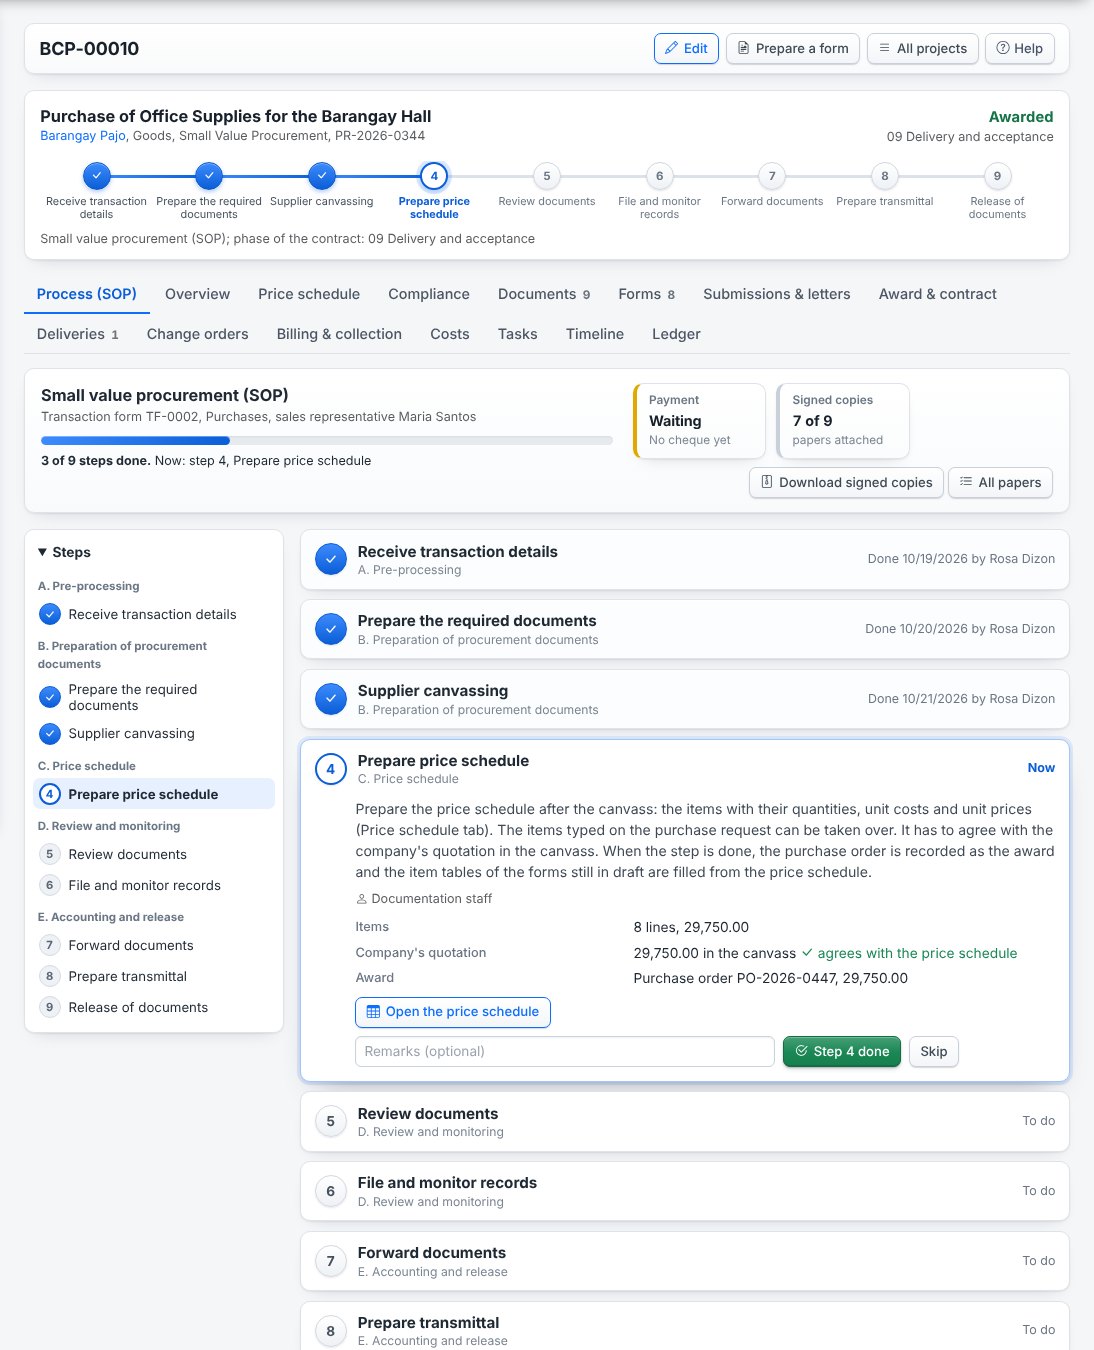 BCP-00010
Edit
Prepare a form
All projects
Help
Purchase of Office Supplies for the Barangay Hall
Awarded
Barangay Pajo, Goods, Small Value Procurement, PR-2026-0344
09 Delivery and acceptance
4
5
6
7
8
9
Receive transaction details
Prepare the required documents
Supplier canvassing
Prepare price schedule
Review documents
File and monitor records
Forward documents
Prepare transmittal
Release of documents
Small value procurement (SOP); phase of the contract: 09 Delivery and acceptance
Process (SOP)
Overview
Price schedule
Compliance
Documents 9
Forms 8
Submissions & letters
Award & contract
Deliveries 1
Change orders
Billing & collection
Costs
Tasks
Timeline
Ledger
Small value procurement (SOP)
Transaction form TF-0002, Purchases, sales representative Maria Santos
3 of 9 steps done. Now: step 4, Prepare price schedule
Payment
Waiting
No cheque yet
Signed copies
7 of 9
papers attached
Download signed copies
All papers
Steps
A. Pre-processing
Receive transaction details
B. Preparation of procurement
documents
Prepare the required
documents
Supplier canvassing
C. Price schedule
4 Prepare price schedule
D. Review and monitoring
5 Review documents
6 File and monitor records
E. Accounting and release
7 Forward documents
8 Prepare transmittal
9 Release of documents
Receive transaction details
A. Pre-processing
Done 10/19/2026 by Rosa Dizon
Prepare the required documents
B. Preparation of procurement documents
Done 10/20/2026 by Rosa Dizon
Supplier canvassing
B. Preparation of procurement documents
Done 10/21/2026 by Rosa Dizon
4
Prepare price schedule
C. Price schedule
Now
Prepare the price schedule after the canvass: the items with their quantities, unit costs and unit prices
(Price schedule tab). The items typed on the purchase request can be taken over. It has to agree with the
company's quotation in the canvass. When the step is done, the purchase order is recorded as the award
and the item tables of the forms still in draft are filled from the price schedule.
Documentation staff
Items
8 lines, 29,750.00
Company's quotation
29,750.00 in the canvass ✓ agrees with the price schedule
Award
Purchase order PO-2026-0447, 29,750.00
Open the price schedule
Remarks (optional)
Step 4 done
Skip
5
Review documents
D. Review and monitoring
To do
6
File and monitor records
D. Review and monitoring
To do
7
Forward documents
E. Accounting and release
To do
8
Prepare transmittal
E. Accounting and release
To do